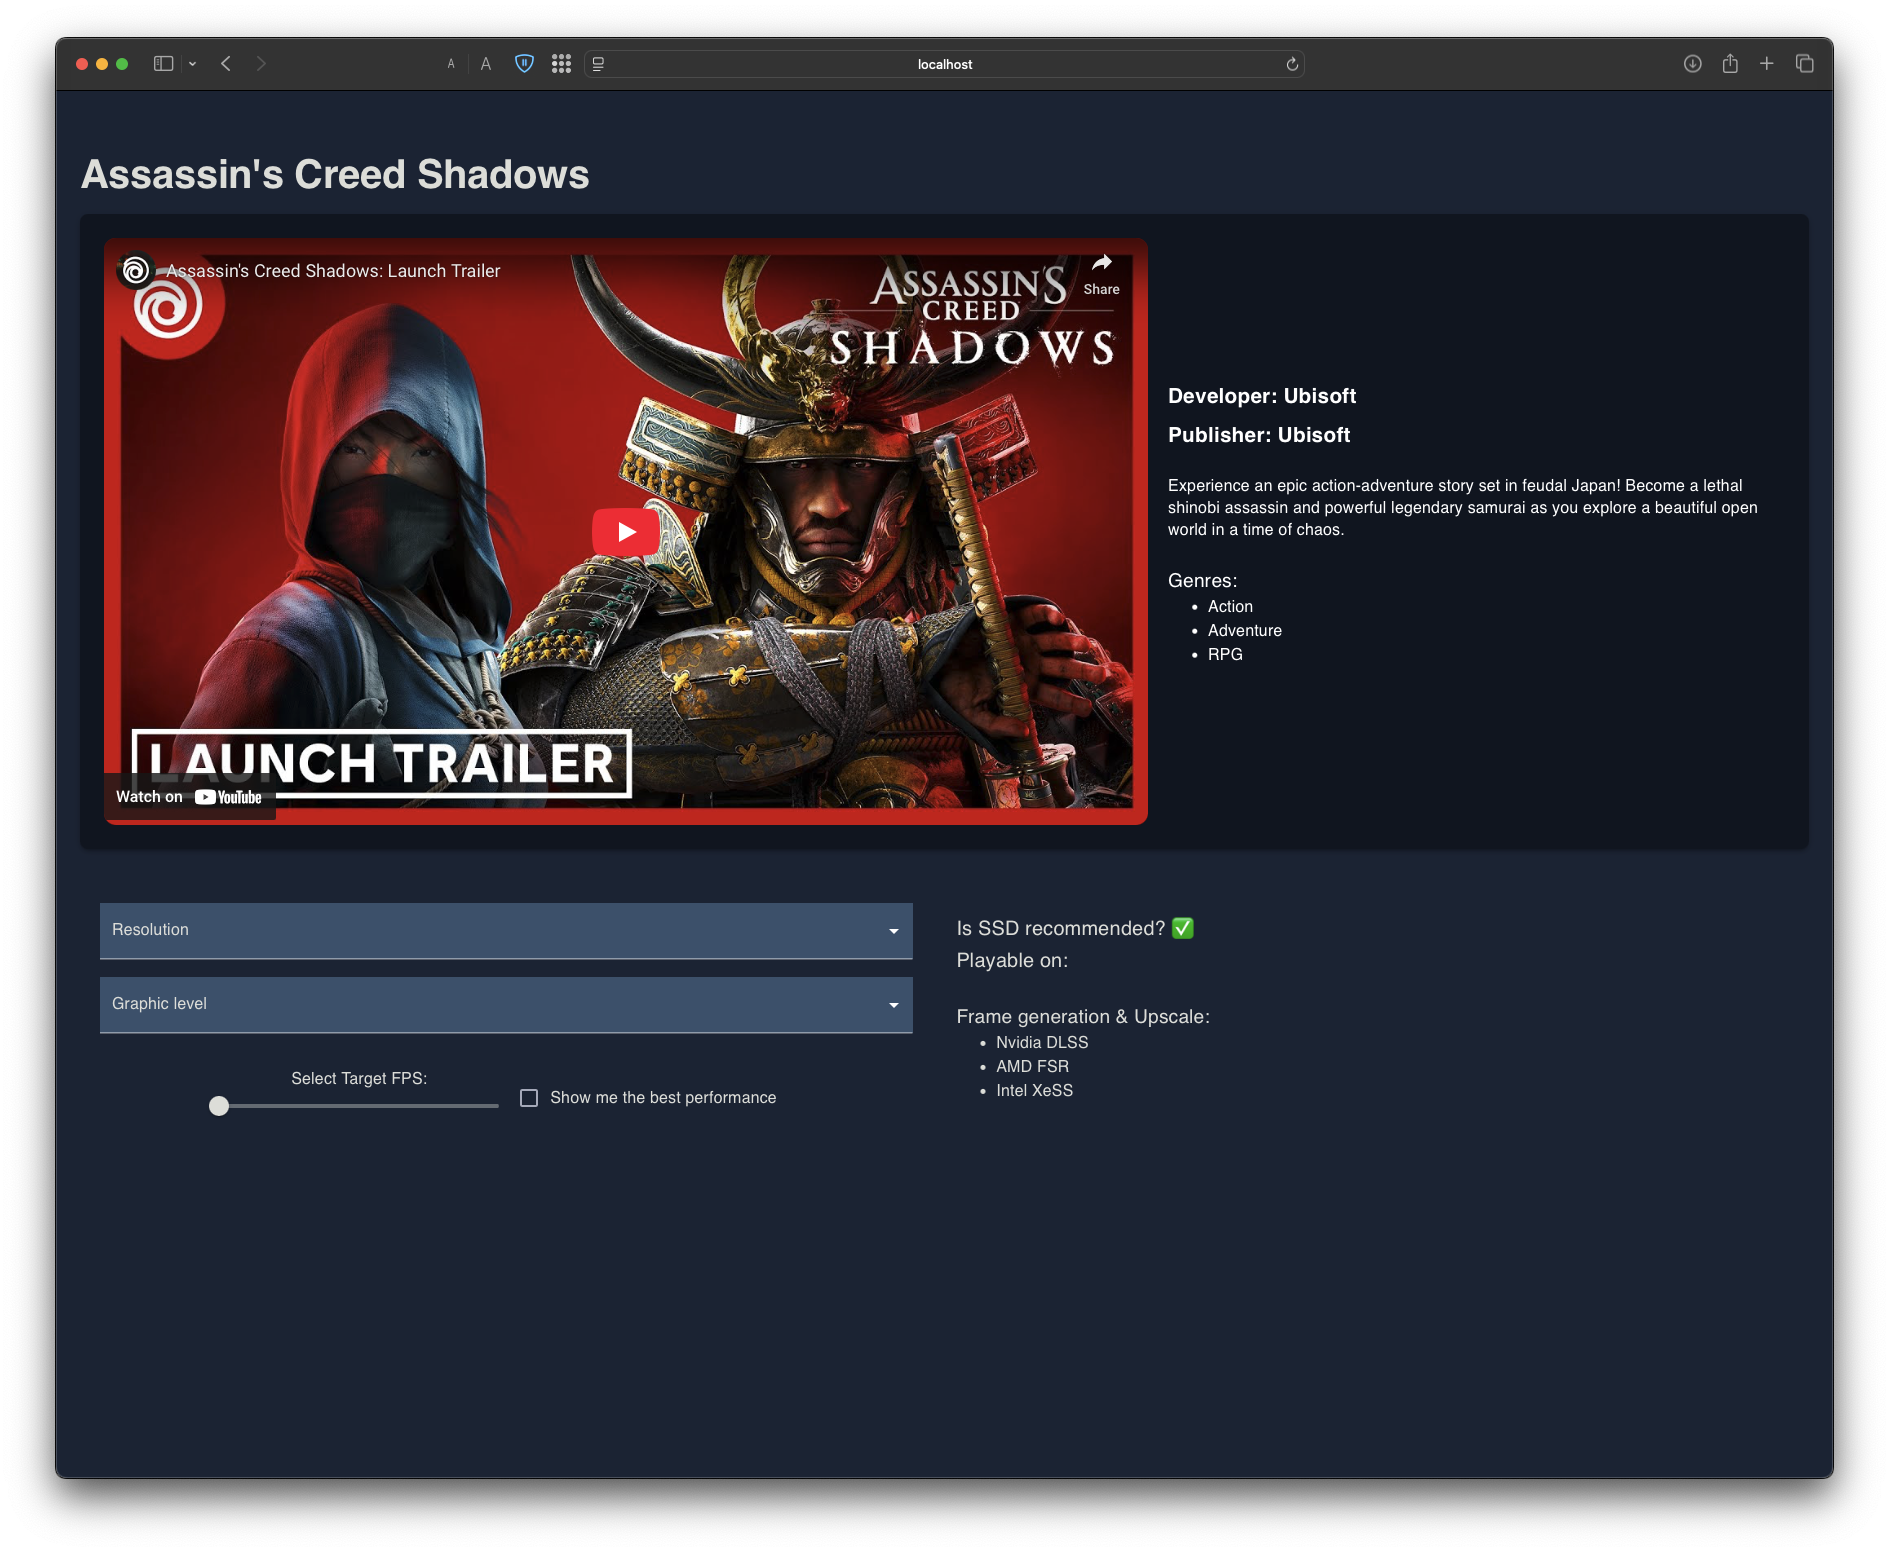 A A
localhost
Assassin's Creed Shadows
Assassin's Creed Shadows: Launch Trailer
Share
ASSASSIN'S
CREED
SHADOWS
LAUNCH TRAILER
Watch on YouTube
Developer: Ubisoft
Publisher: Ubisoft
Experience an epic action-adventure story set in feudal Japan! Become a lethal
shinobi assassin and powerful legendary samurai as you explore a beautiful open
world in a time of chaos.
Genres:
• Action
• Adventure
• RPG
Resolution
Graphic level
Select Target FPS:
Show me the best performance
Is SSD recommended? ✅
Playable on:
Frame generation & Upscale:
• Nvidia DLSS
• AMD FSR
• Intel XeSS